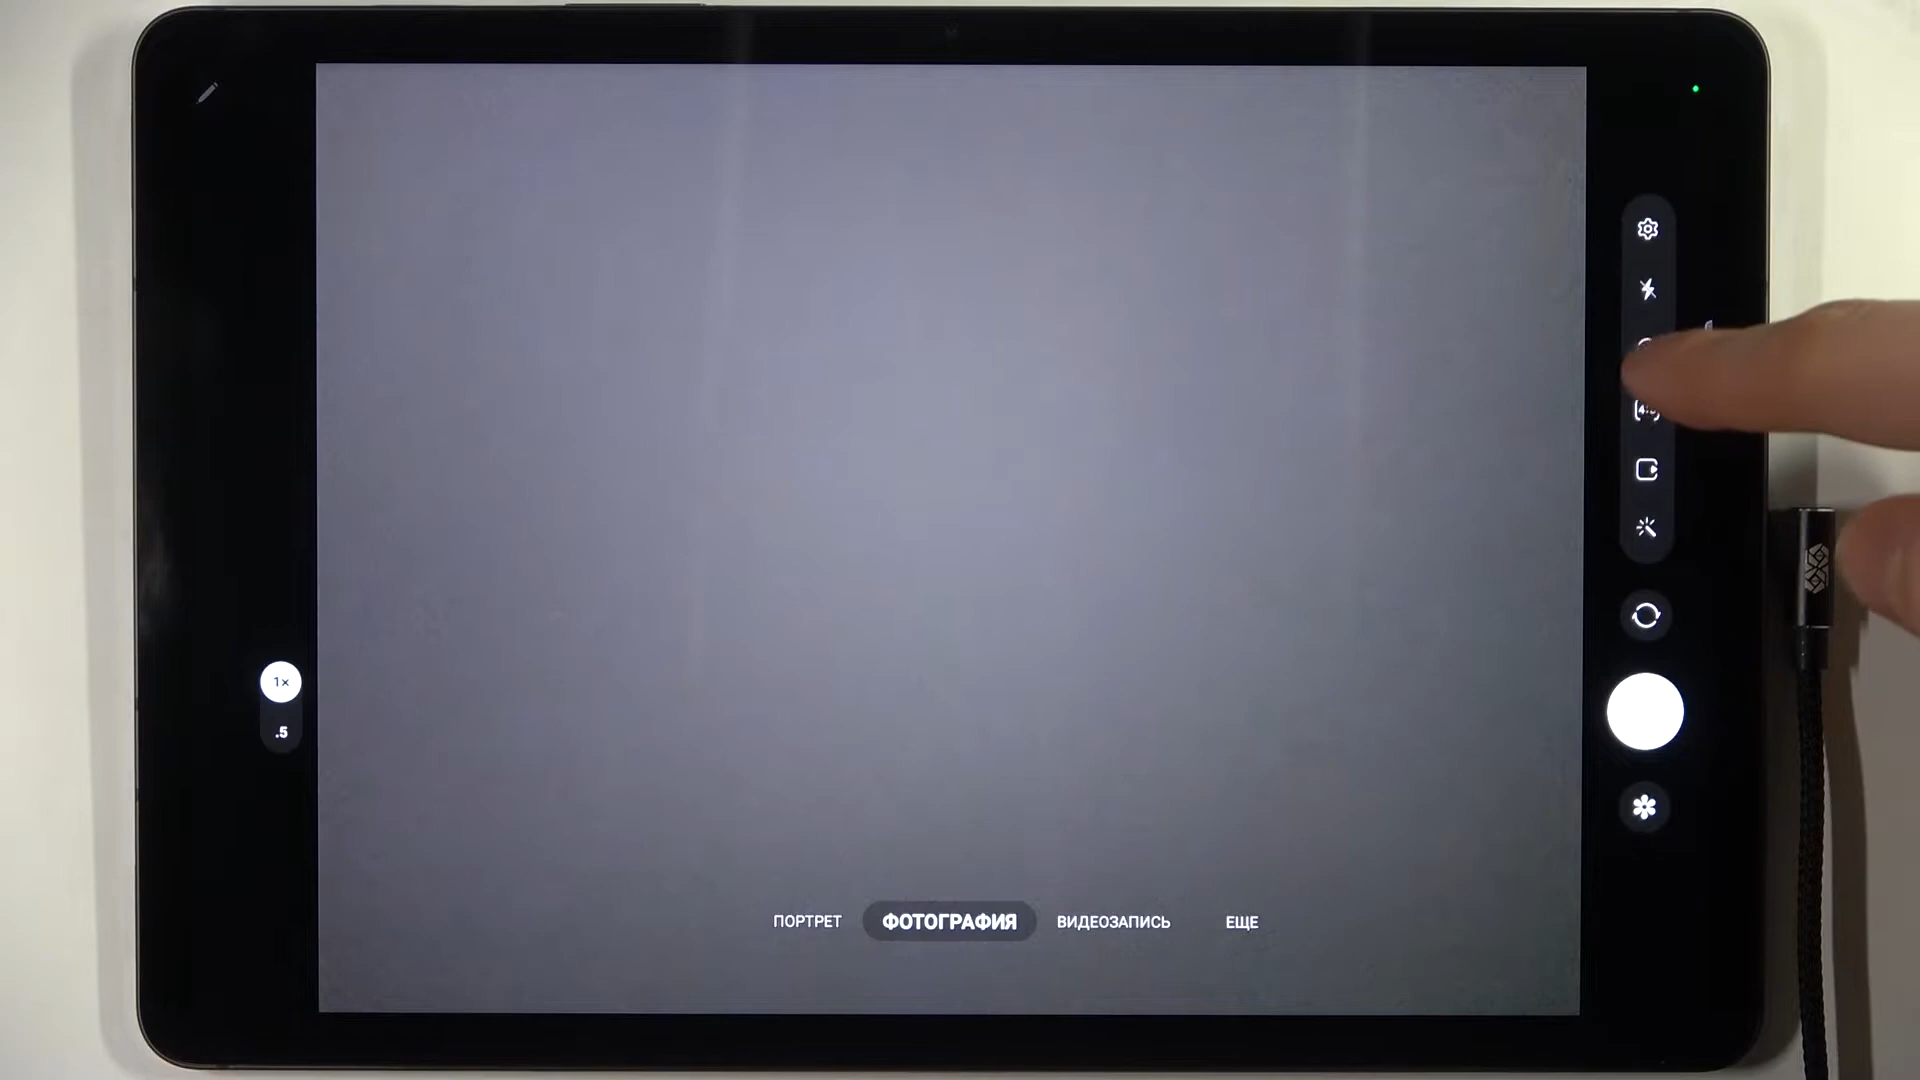 1×
.5
ПОРТРЕТ
ФОТОГРАФИЯ
ВИДЕОЗАПИСЬ
ЕЩЕ